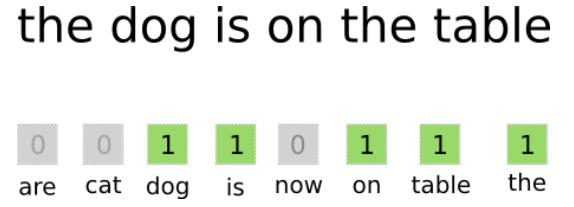 the dog is on the table
0 0 1 1 0 1 1 1
are cat dog is now on table the